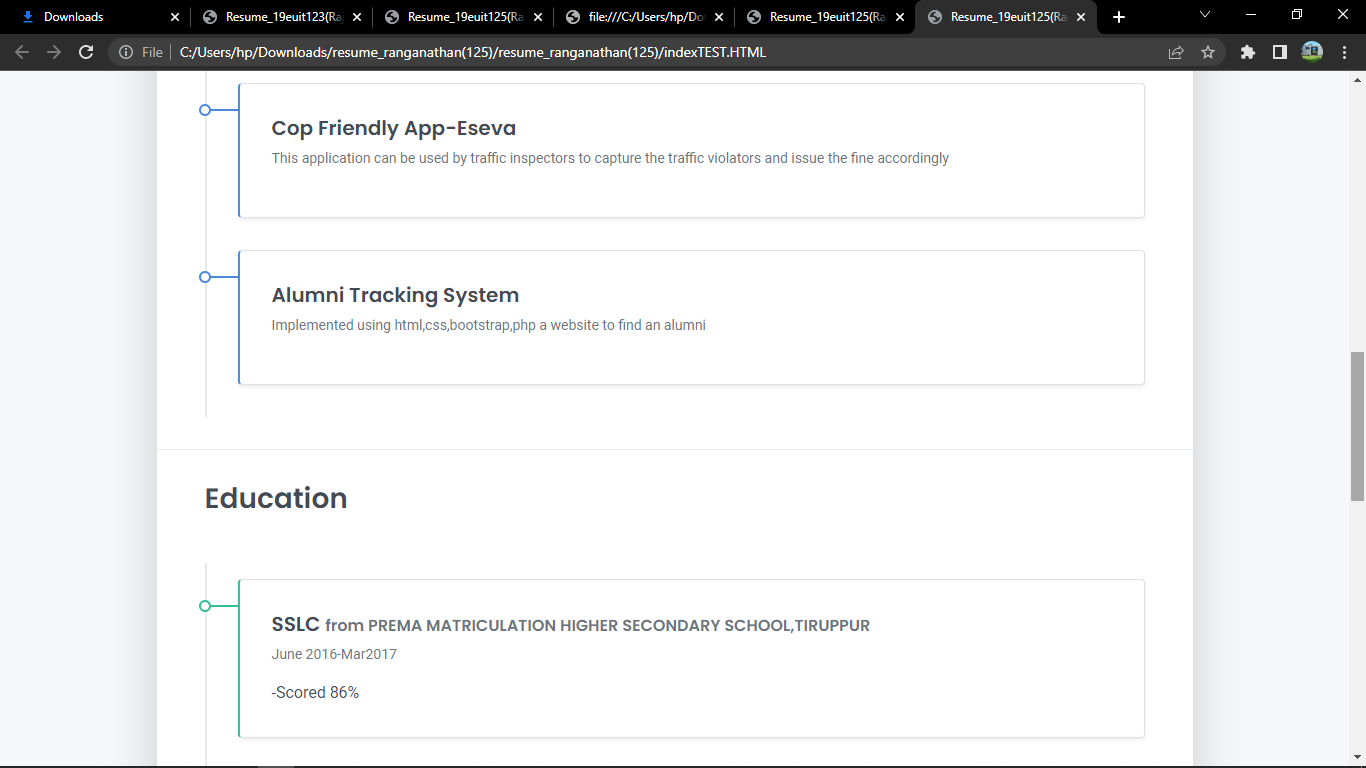 Downloads
Resume_19euit123(Raj
Resume_19euit125(Ra
file:///C:/Users/hp/Do
Resume_19euit125(Ra
Resume_19euit125(Ra
File
C:/Users/hp/Downloads/resume_ranganathan(125)/resume_ranganathan(125)/indexTEST.HTML
Cop Friendly App-Eseva
This application can be used by traffic inspectors to capture the traffic violators and issue the fine accordingly
Alumni Tracking System
Implemented using html,css,bootstrap,php a website to find an alumni
Education
SSLC from PREMA MATRICULATION HIGHER SECONDARY SCHOOL,TIRUPPUR
June 2016-Mar2017
-Scored 86%